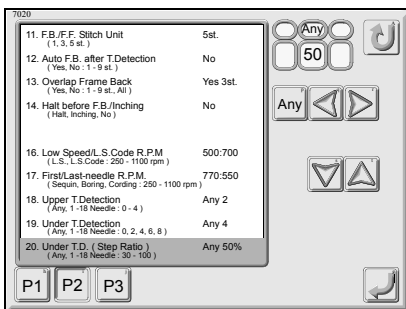 7020
11. F.B./F.F. Stitch Unit 5st.
( 1, 3, 5 st. )
12. Auto F.B. after T.Detection No
( Yes, No : 1 - 9 st. )
13. Overlap Frame Back Yes 3st.
( Yes, No : 1 - 9 st., All )
14. Halt before F.B./Inching No
( Halt, Inching, No )
16. Low Speed/L.S.Code R.P.M 500:700
( L.S., L.S.Code : 250 - 1100 rpm )
17. First/Last-needle R.P.M. 770:550
( Sequin, Boring, Cording : 250 - 1100 rpm )
18. Upper T.Detection Any 2
( Any, 1 -18 Needle : 0 - 4 )
19. Under T.Detection Any 4
( Any, 1 -18 Needle : 0, 2, 4, 6, 8 )
20. Under T.D. ( Step Ratio ) Any 50%
( Any, 1 -18 Needle : 30 - 100 )
Any
50
Any
P1 P2 P3